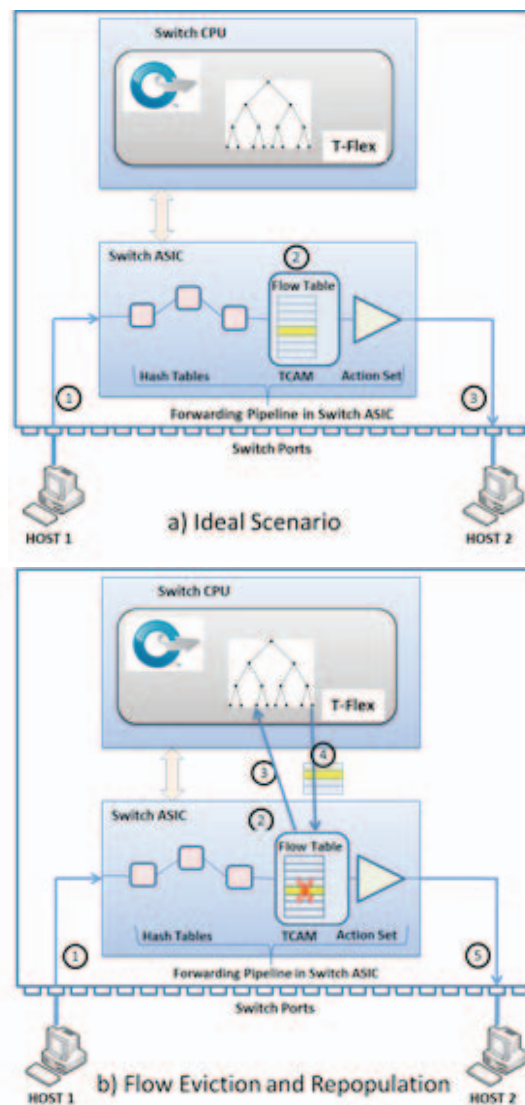 Switch CPU
T-Flex
Switch ASIC
2
Flow Table
Hash Tables
TCAM
Action Set
1
3
Forwarding Pipeline in Switch ASIC
Switch Ports
HOST 1
HOST 2
a) Ideal Scenario
Switch CPU
T-Flex
4
3
Switch ASIC
2
Flow Table
Hash Tables
TCAM
Action Set
1
5
Forwarding Pipeline in Switch ASIC
Switch Ports
HOST 1
HOST 2
b) Flow Eviction and Repopulation